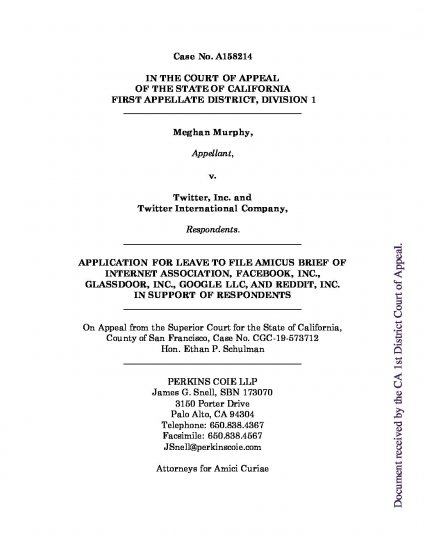 Case No. A158214
IN THE COURT OF APPEAL
OF THE STATE OF CALIFORNIA
FIRST APPELLATE DISTRICT, DIVISION 1
Meghan Murphy,
Appellant,
v.
Twitter, Inc. and
Twitter International Company,
Respondents.
APPLICATION FOR LEAVE TO FILE AMICUS BRIEF OF
INTERNET ASSOCIATION, FACEBOOK, INC.,
GLASSDOOR, INC., GOOGLE LLC, AND REDDIT, INC.
IN SUPPORT OF RESPONDENTS
On Appeal from the Superior Court for the State of California,
County of San Francisco, Case No. CGC-19-573712
Hon. Ethan P. Schulman
PERKINS COIE LLP
James G. Snell, SBN 173070
3150 Porter Drive
Palo Alto, CA 94304
Telephone: 650.838.4367
Facsimile: 650.838.4567
JSnell@perkinscoie.com
Attorneys for Amici Curiae
Document received by the CA 1st District Court of Appeal.